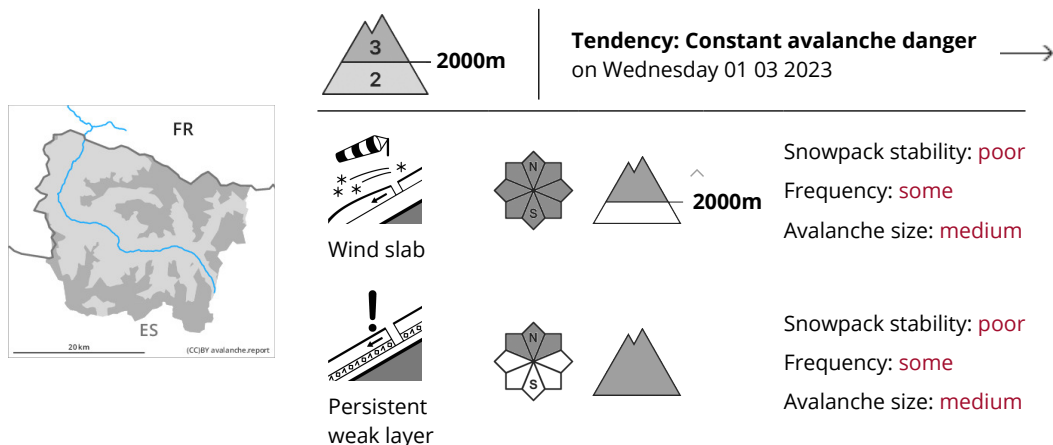 FR
ES
20 km
(CC)BY avalanche.report
3
2
2000m
Tendency: Constant avalanche danger
on Wednesday 01 03 2023
Wind slab
N
S
2000m
Snowpack stability: poor
Frequency: some
Avalanche size: medium
Persistent
weak layer
N
S
Snowpack stability: poor
Frequency: some
Avalanche size: medium